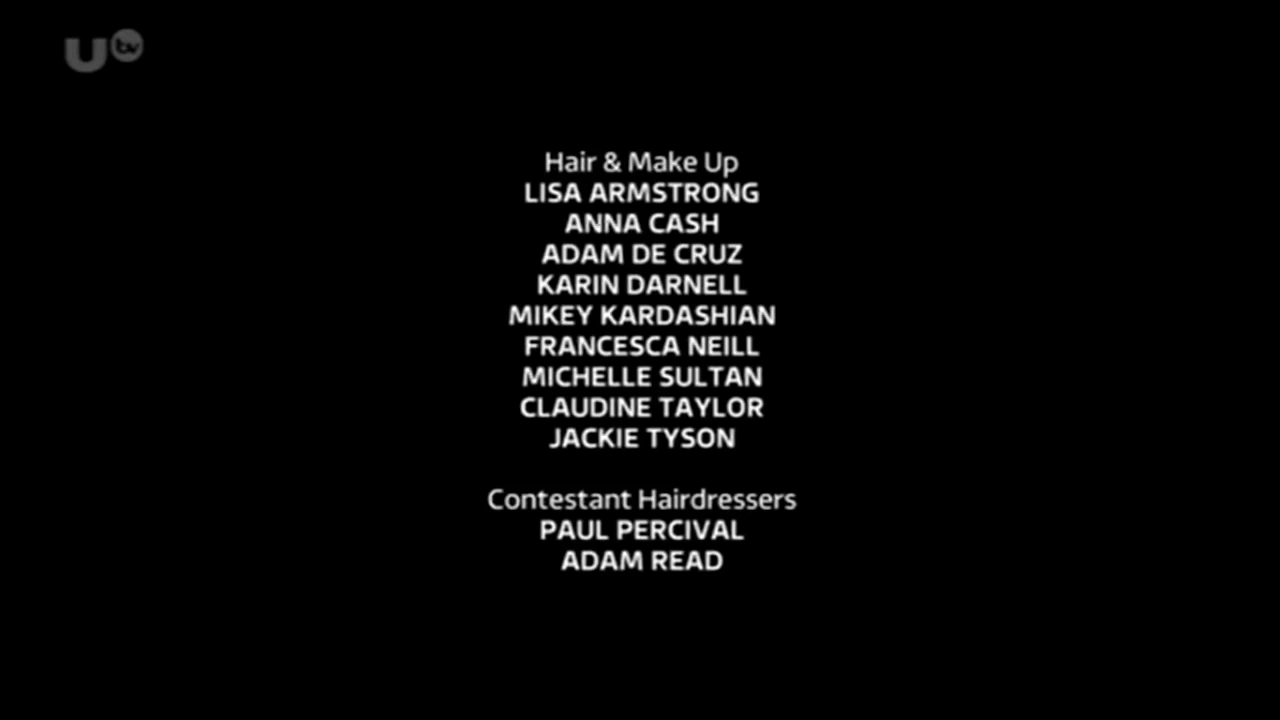 U tv
Hair & Make Up
LISA ARMSTRONG
ANNA CASH
ADAM DE CRUZ
KARIN DARNELL
MIKEY KARDASHIAN
FRANCESCA NEILL
MICHELLE SULTAN
CLAUDINE TAYLOR
JACKIE TYSON
Contestant Hairdressers
PAUL PERCIVAL
ADAM READ